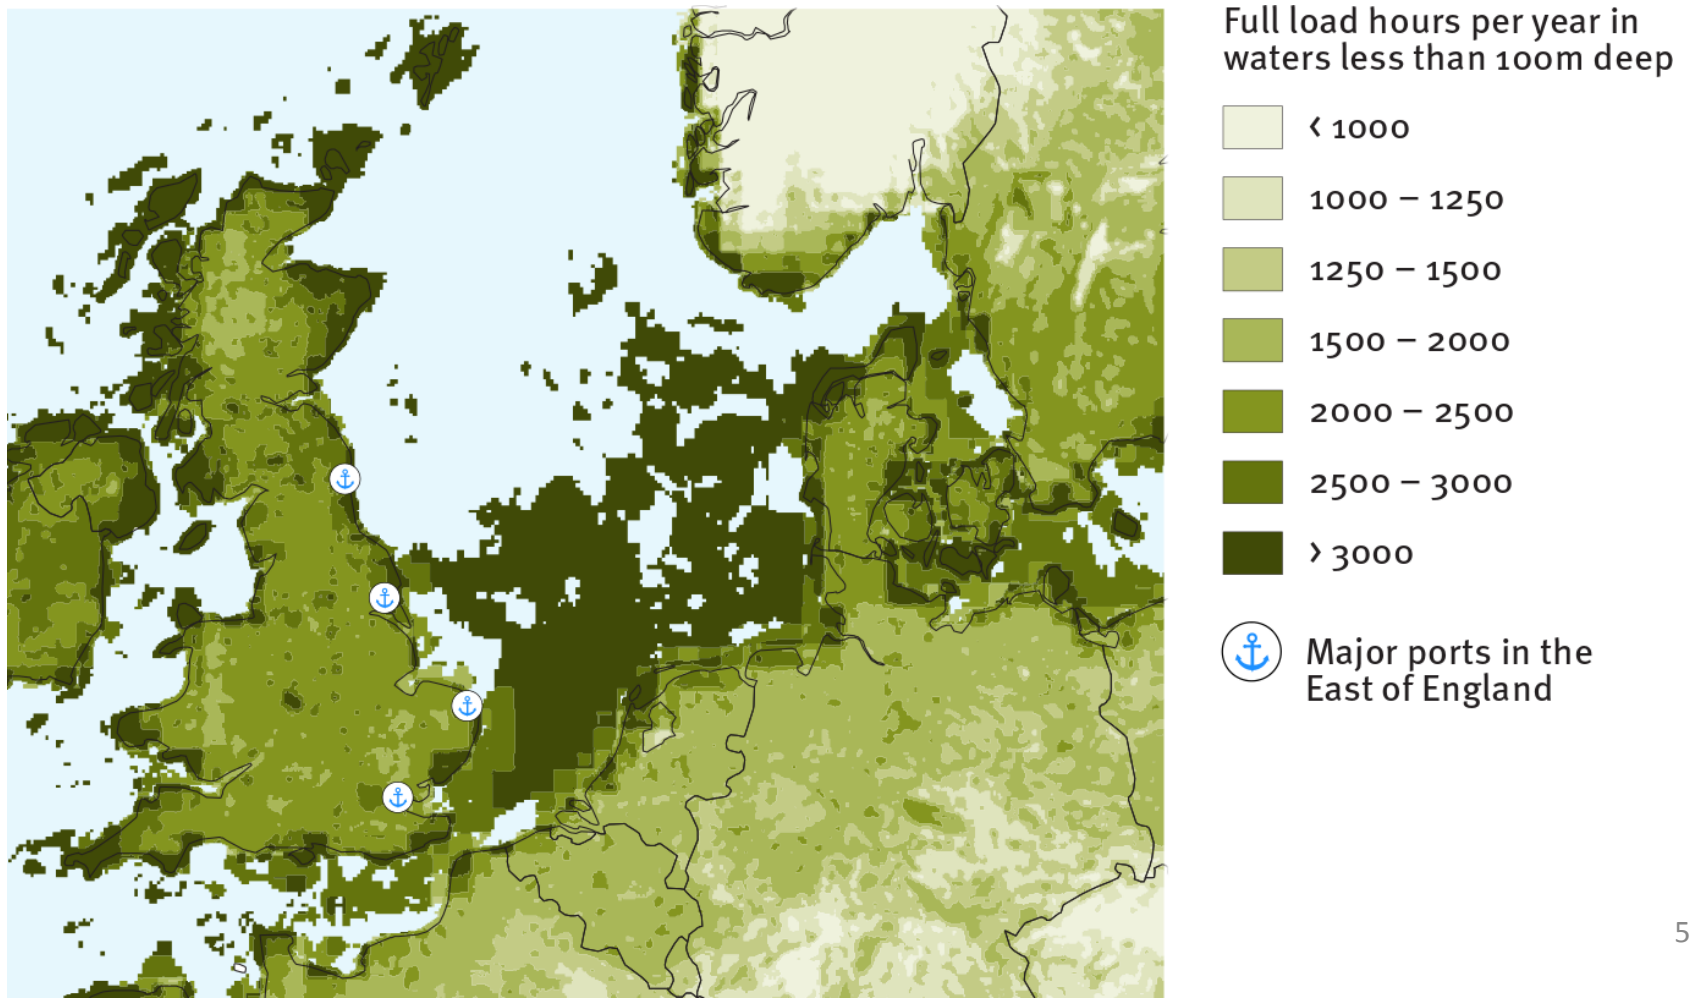 Full load hours per year in
waters less than 100m deep
< 1000
1000 – 1250
1250 – 1500
1500 – 2000
2000 – 2500
2500 – 3000
> 3000
Major ports in the
East of England
5